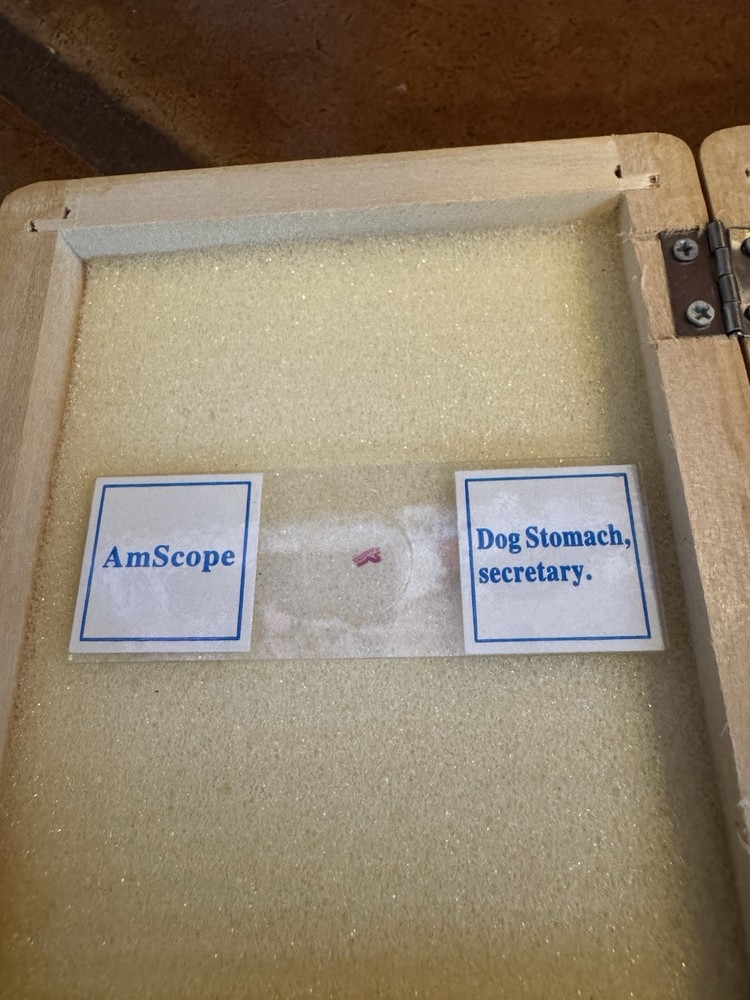 AmScope
Dog Stomach,
secretary.